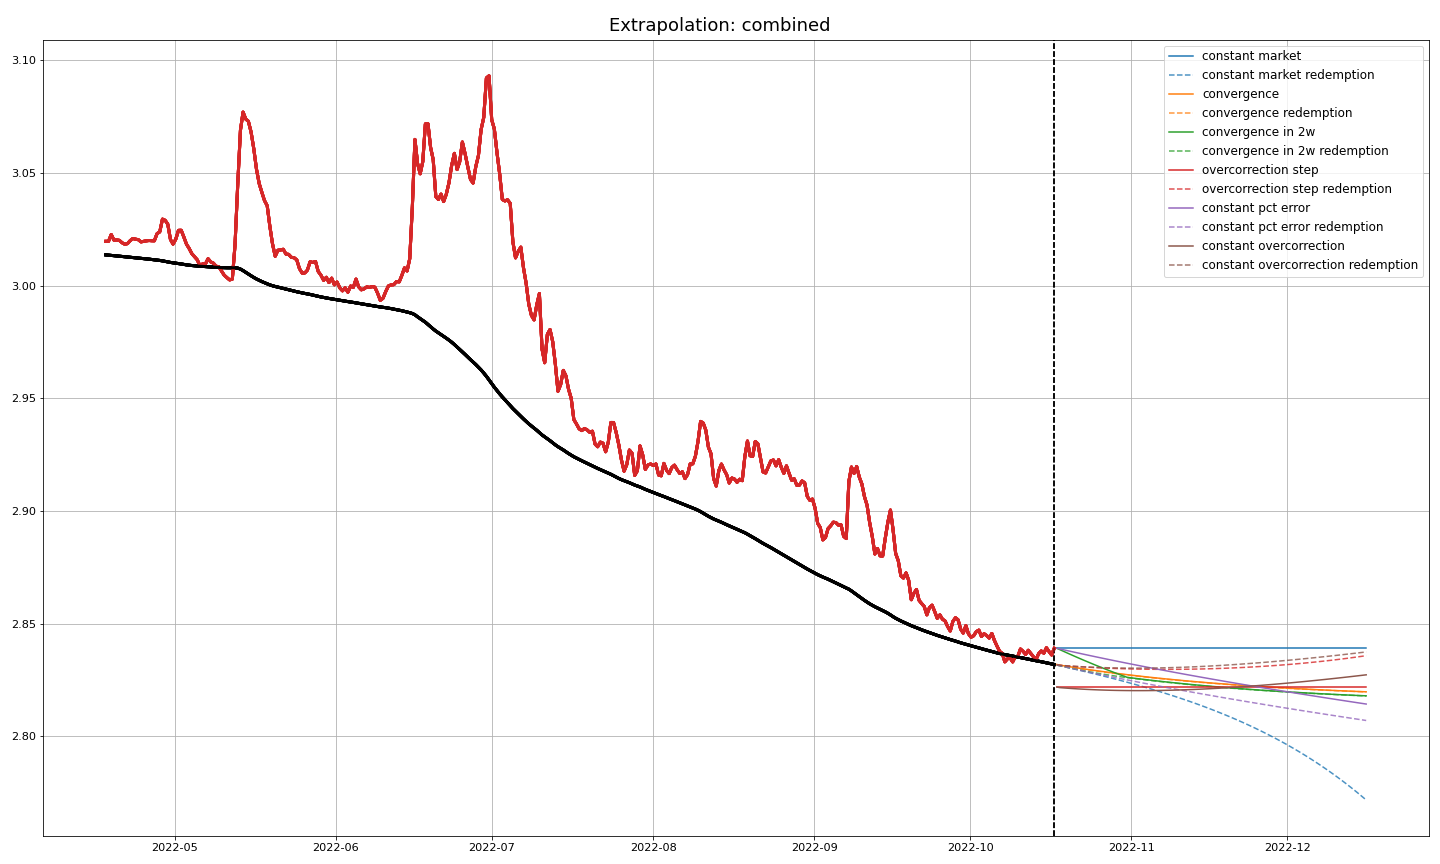 Extrapolation: combined
3.10
3.05
3.00
2.95
2.90
2.85
2.80
constant market
constant market redemption
convergence
convergence redemption
convergence in 2w
convergence in 2w redemption
overcorrection step
overcorrection step redemption
constant pct error
constant pct error redemption
constant overcorrection
constant overcorrection redemption
2022-05
2022-06
2022-07
2022-08
2022-09
2022-10
2022-11
2022-12